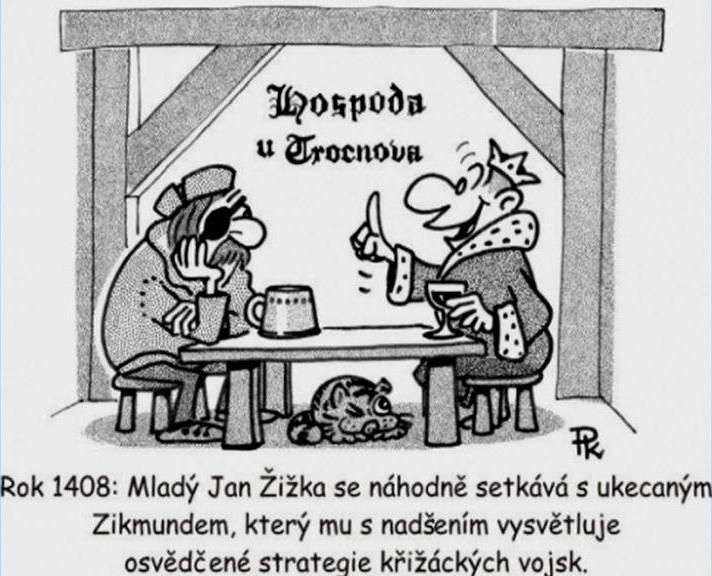 Hospoda
u Trocnova
Rok 1408: Mladý Jan Žižka se náhodně setkává s ukecaným
Zikmundem, který mu s nadšením vysvětluje
osvědčené strategie křižáckých vojsk.